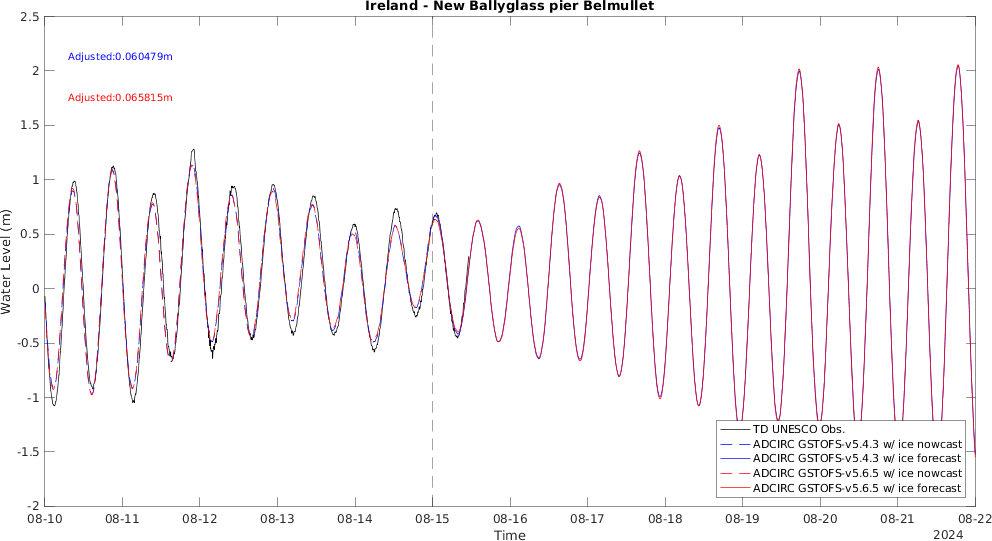 Ireland - New Ballyglass pier Belmullet
2.5
2
1.5
1
0.5
0
-0.5
-1
-1.5
-2
Water Level (m)
Adjusted:0.060479m
Adjusted:0.065815m
TD UNESCO Obs.
ADCIRC GSTOFS-v5.4.3 w/ ice nowcast
ADCIRC GSTOFS-v5.4.3 w/ ice forecast
ADCIRC GSTOFS-v5.6.5 w/ ice nowcast
ADCIRC GSTOFS-v5.6.5 w/ ice forecast
08-10 08-11 08-12 08-13 08-14 08-15 08-16 08-17 08-18 08-19 08-20 08-21 08-22
Time
2024